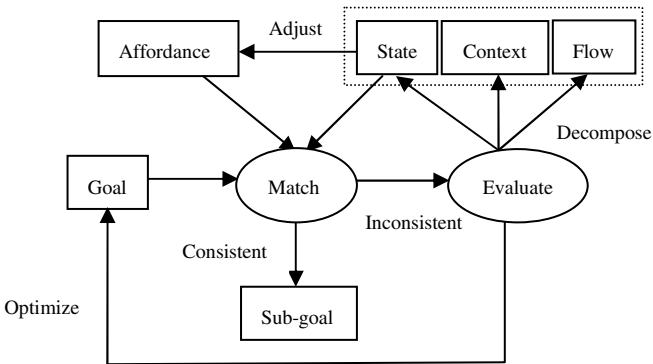 Adjust
Affordance
State
Context
Flow
Decompose
Goal
Match
Evaluate
Inconsistent
Consistent
Optimize
Sub-goal